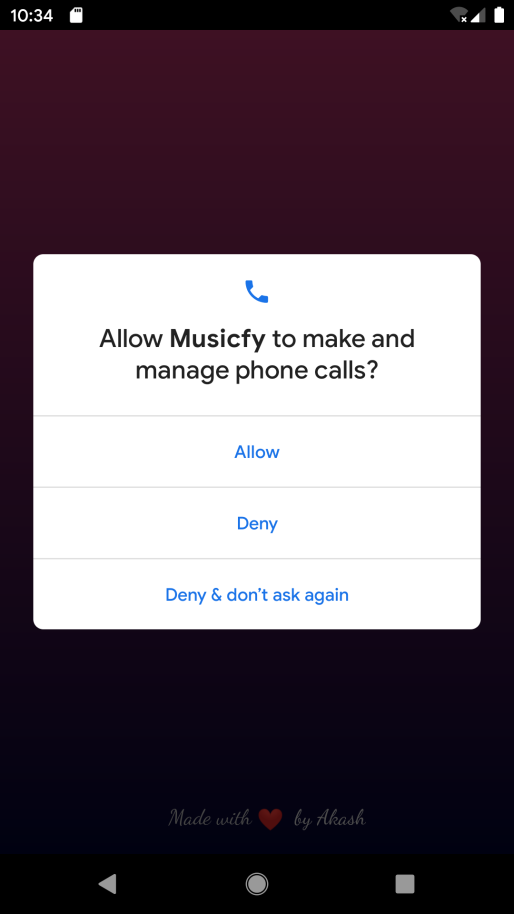 10:34
Allow Musicfy to make and
manage phone calls?
Allow
Deny
Deny & don't ask again
Made with ❤️ by Akash